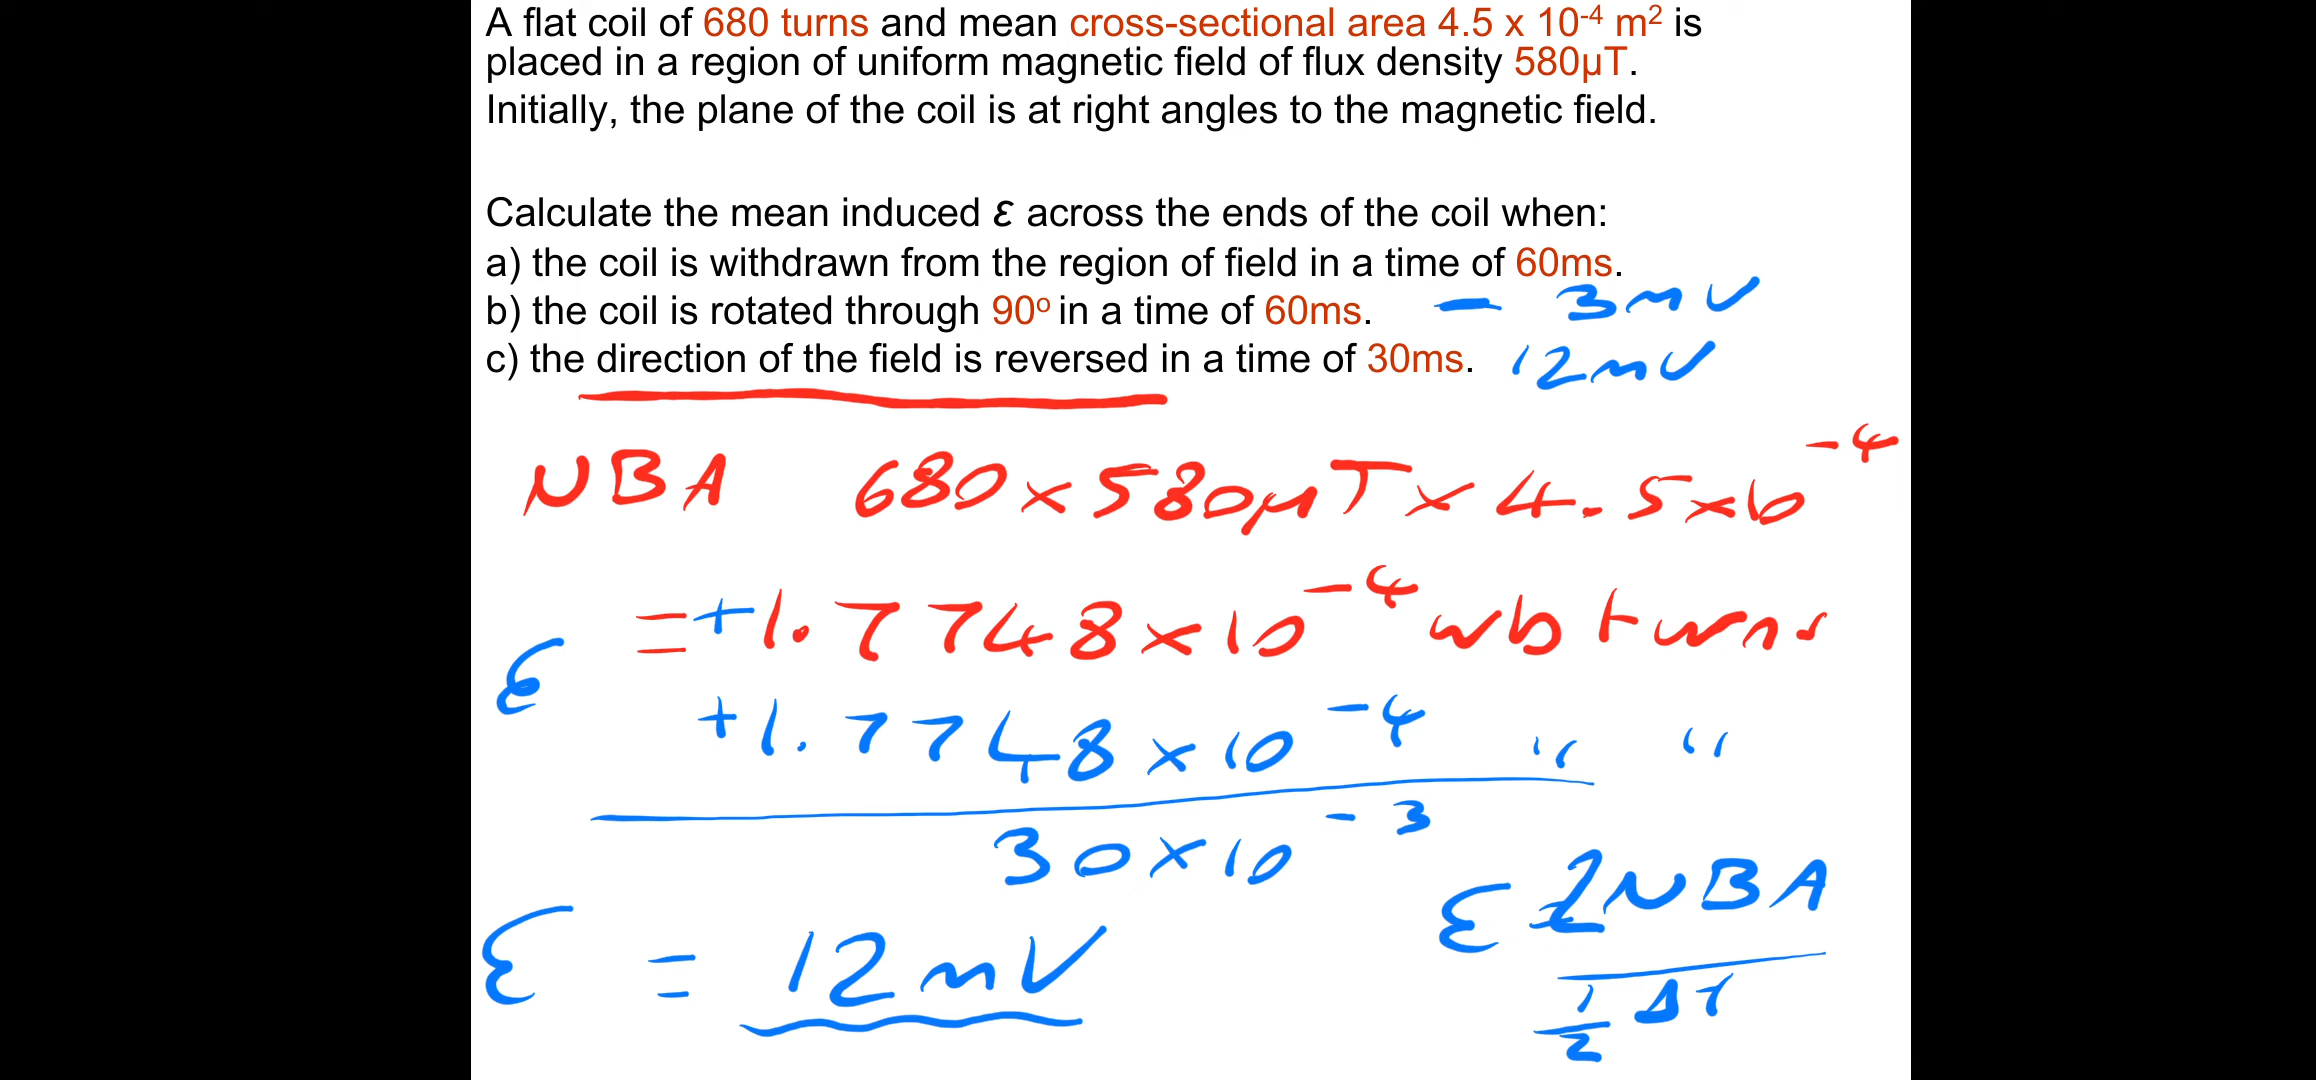 A flat coil of 680 turns and mean cross-sectional area 4.5 x 10⁻⁴ m² is
placed in a region of uniform magnetic field of flux density 580μT.
Initially, the plane of the coil is at right angles to the magnetic field.
Calculate the mean induced ε across the ends of the coil when:
a) the coil is withdrawn from the region of field in a time of 60ms.
b) the coil is rotated through 90º in a time of 60ms. – 3mV
c) the direction of the field is reversed in a time of 30ms. 12mV
NBA 680 × 580μT × 4.5 × 10⁻⁴
= +1.7748 × 10⁻⁴ wb turns
ε +1.7748 × 10⁻⁴ " "
30 × 10⁻³
ε = 12mV
ε 2NBA
½ Δt